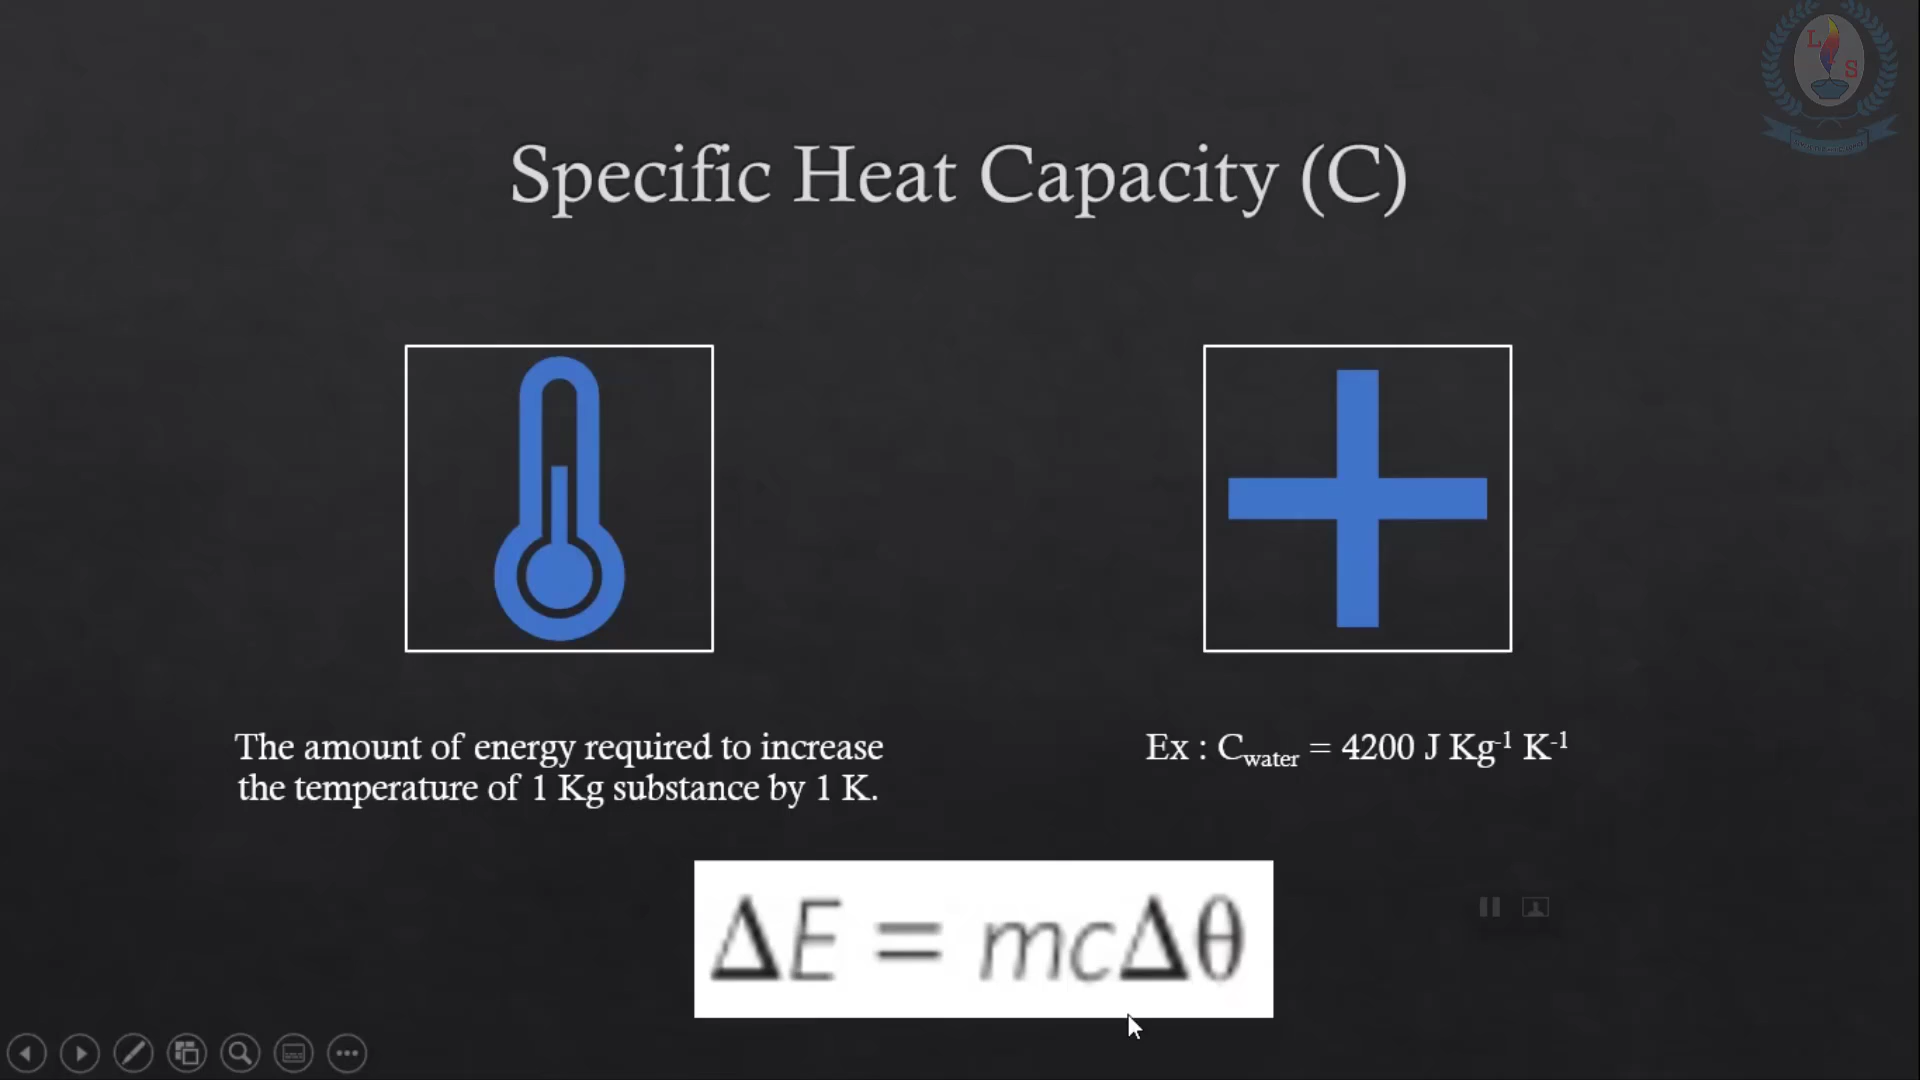 L
S
Specific Heat Capacity (C)
The amount of energy required to increase
the temperature of 1 Kg substance by 1 K.
Ex : Cwater = 4200 J Kg⁻¹ K⁻¹
ΔE = mcΔθ